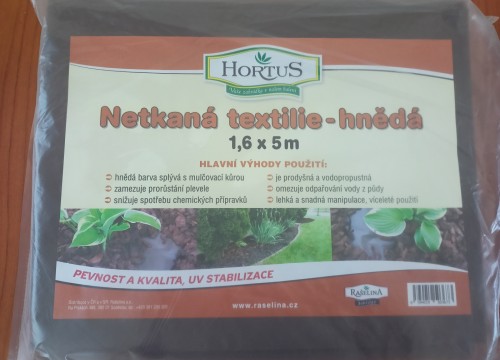 HORTUS
Netkaná textilie - hnědá
1,6 x 5m
HLAVNÍ VÝHODY POUŽITÍ:
• hnědá barva splývá s mulčovací kůrou
• zamezuje prorůstání plevele
• snižuje spotřebu chemických přípravků
• je prodyšná a vodopropustná
• omezuje odpařování vody z půdy
• lehká a snadná manipulace, víceleté použití
PEVNOST A KVALITA, UV STABILIZACE
www.raselina.cz
RAŠELINA